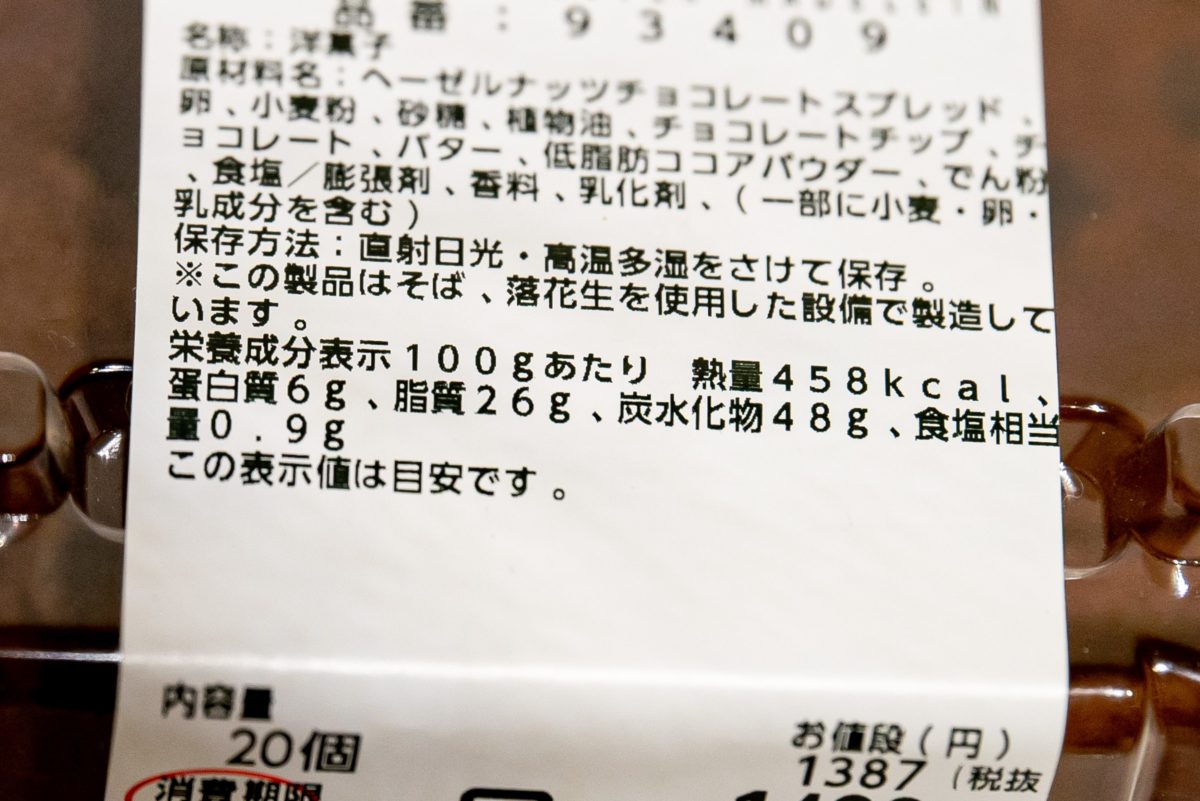 品番：93409
名称：洋菓子
原材料名：ヘーゼルナッツチョコレートスプレッド、
卵、小麦粉、砂糖、植物油、チョコレートチップ、チ
ョコレート、バター、低脂肪ココアパウダー、でん粉
、食塩／膨張剤、香料、乳化剤、（一部に小麦・卵・
乳成分を含む）
保存方法：直射日光・高温多湿をさけて保存。
※この製品はそば、落花生を使用した設備で製造して
います。
栄養成分表示100gあたり　熱量458kcal、
蛋白質6g、脂質26g、炭水化物48g、食塩相当
量0.9g
この表示値は目安です。
内容量
20個
お値段（円）
1387（税抜
消費期限